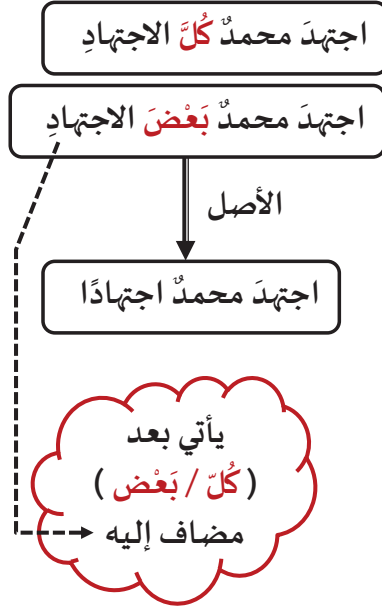 اجتهدَ محمدٌ كُلَّ الاجتهادِ
اجتهدَ محمدٌ بَعْضَ الاجتهادِ
الأصل
اجتهدَ محمدٌ اجتهادًا
يأتي بعد
( كُلّ / بَعْض )
مضاف إليه